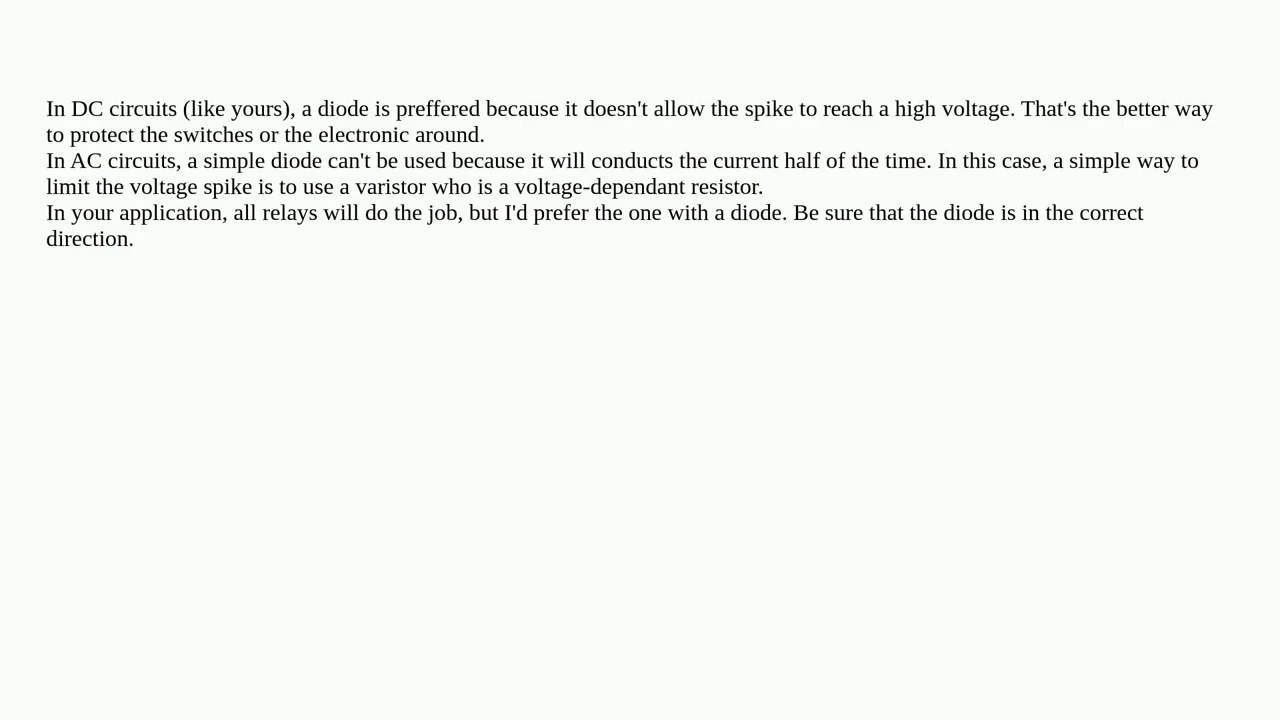 In DC circuits (like yours), a diode is preffered because it doesn't allow the spike to reach a high voltage. That's the better way
to protect the switches or the electronic around.
In AC circuits, a simple diode can't be used because it will conducts the current half of the time. In this case, a simple way to
limit the voltage spike is to use a varistor who is a voltage-dependant resistor.
In your application, all relays will do the job, but I'd prefer the one with a diode. Be sure that the diode is in the correct
direction.